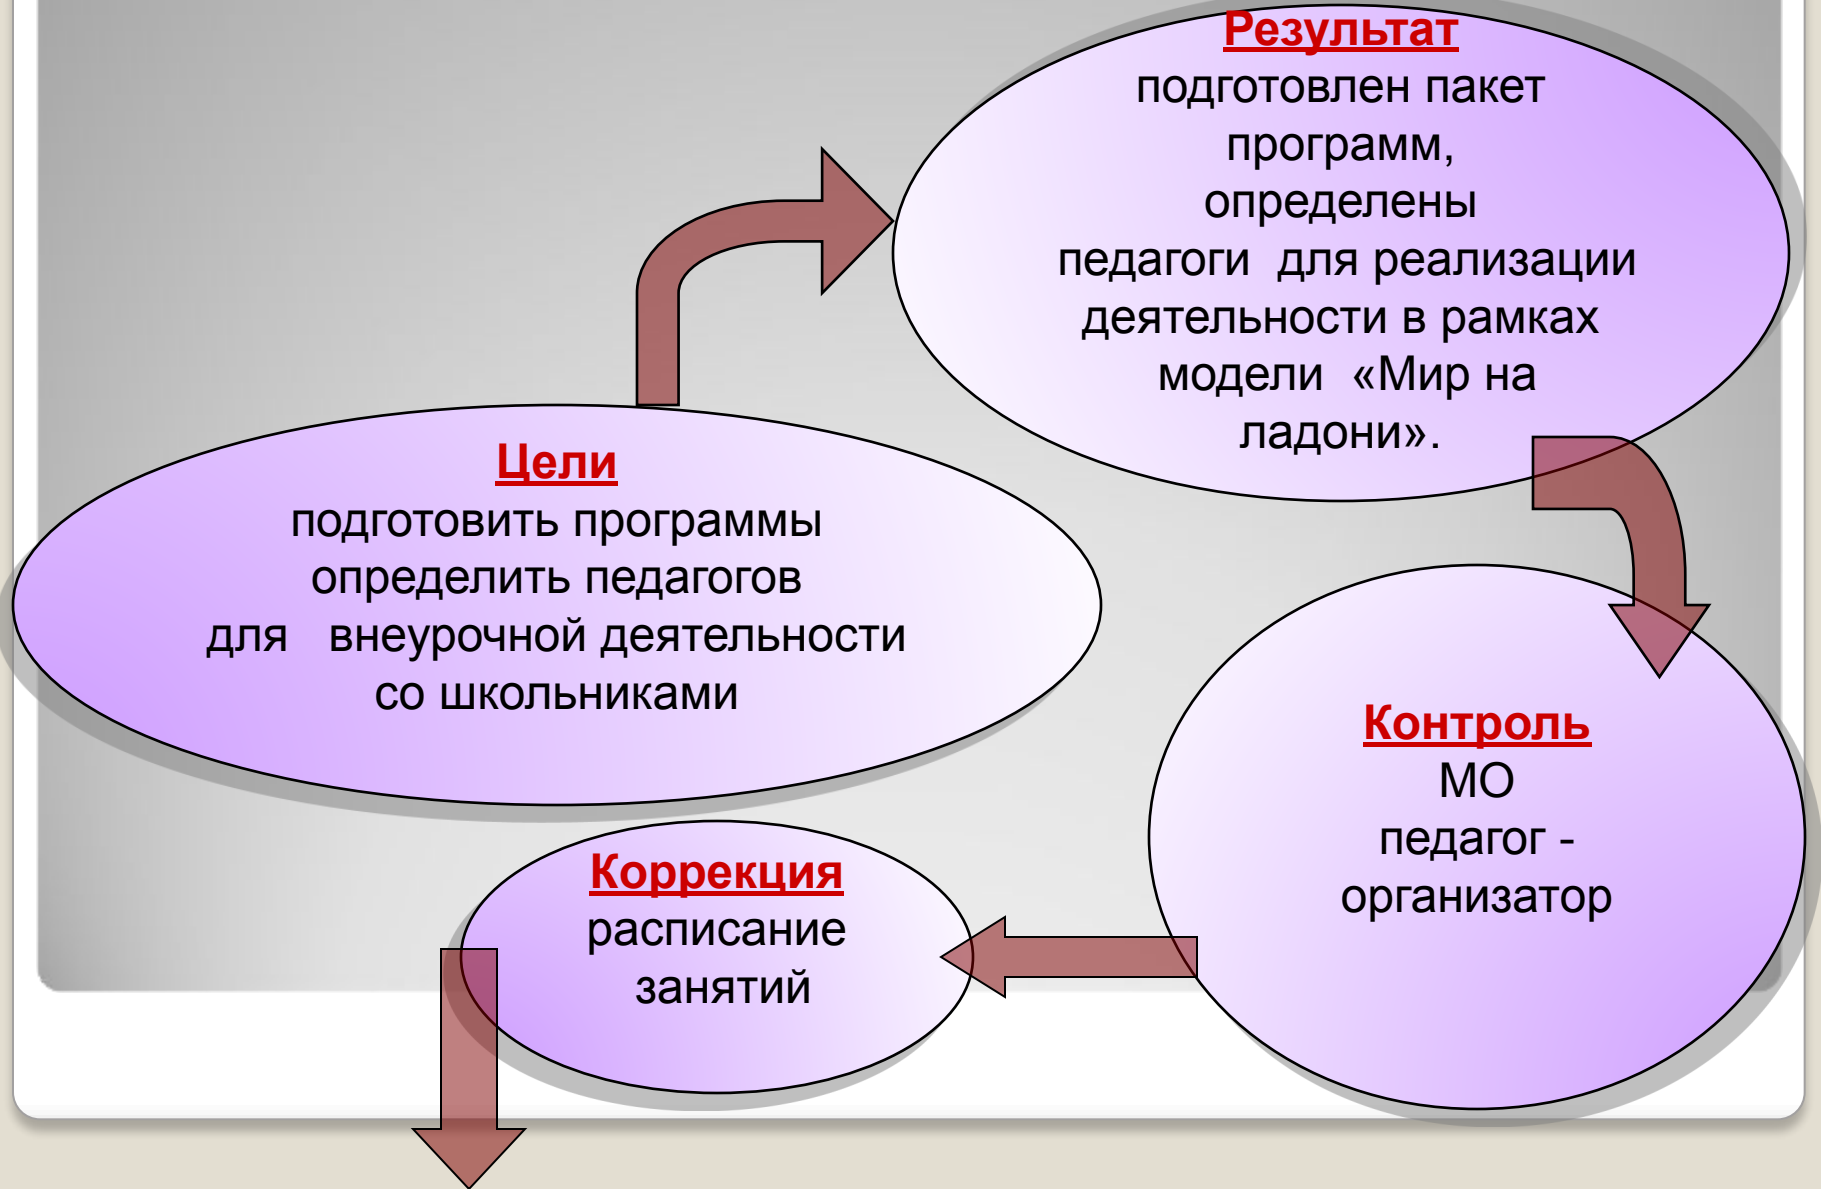 Результат
подготовлен пакет
программ,
определены
педагоги для реализации
деятельности в рамках
модели «Мир на
ладони».
Цели
подготовить программы
определить педагогов
для внеурочной деятельности
со школьниками
Контроль
МО
педагог -
организатор
Коррекция
расписание
занятий